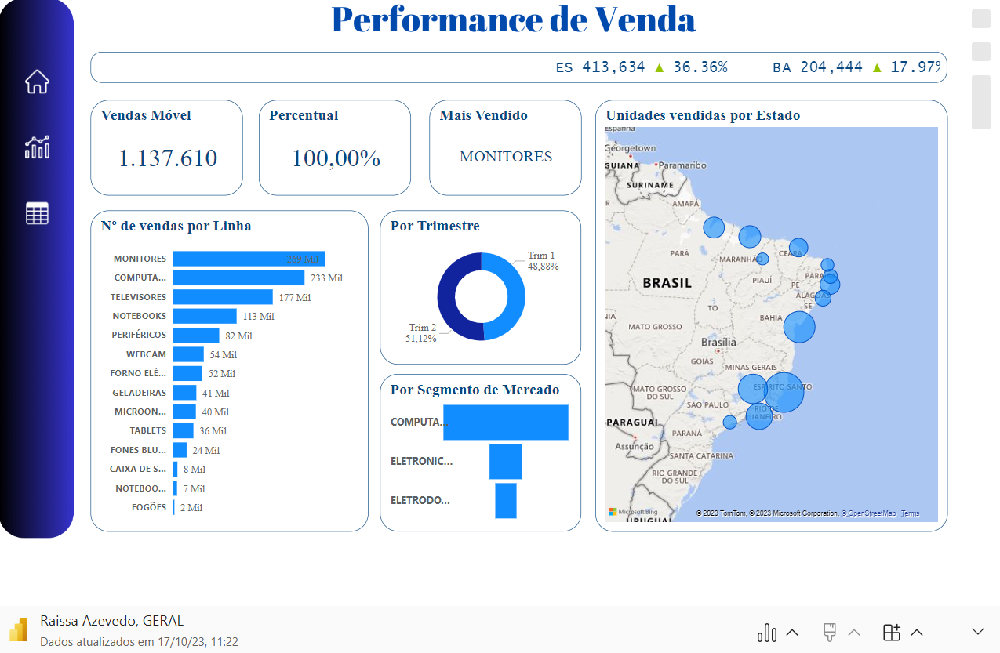 Performance de Venda
ES 413,634 ▲ 36.36% BA 204,444 ▲ 17.97%
Vendas Móvel
1.137.610
Percentual
100,00%
Mais Vendido
MONITORES
Unidades vendidas por Estado
Espanha
Georgetown
GUIANA
Paramaribo
SURINAME
R
AMAPÁ
PARÁ
MARANHÃO
CEARÁ
BRASIL
PIAUÍ
PARAÍBA
PE
ALAGOAS
SE
TO
NIA
MATO GROSSO
BAHIA
Brasília
GOIÁS
MINAS GERAIS
ESPÍRITO SANTO
MATO GROSSO
DO SUL
SÃO PAULO
RIO DE
JANEIRO
PARAGUAI
PARANÁ
Assunção
SANTA CATARINA
RIO GRANDE
DO SUL
URUGUAI
Microsoft Bing
© 2023 TomTom, © 2023 Microsoft Corporation, © OpenStreetMap Terms
Nº de vendas por Linha
MONITORES 269 Mil
COMPUTA... 233 Mil
TELEVISORES 177 Mil
NOTEBOOKS 113 Mil
PERIFÉRICOS 82 Mil
WEBCAM 54 Mil
FORNO ELÉ... 52 Mil
GELADEIRAS 41 Mil
MICROON... 40 Mil
TABLETS 36 Mil
FONES BLU... 24 Mil
CAIXA DE S... 8 Mil
NOTEBOO... 7 Mil
FOGÕES 2 Mil
Por Trimestre
Trim 1
48,88%
Trim 2
51,12%
Por Segmento de Mercado
COMPUTA...
ELETRONIC...
ELETRODO...
Raissa Azevedo, GERAL
Dados atualizados em 17/10/23, 11:22